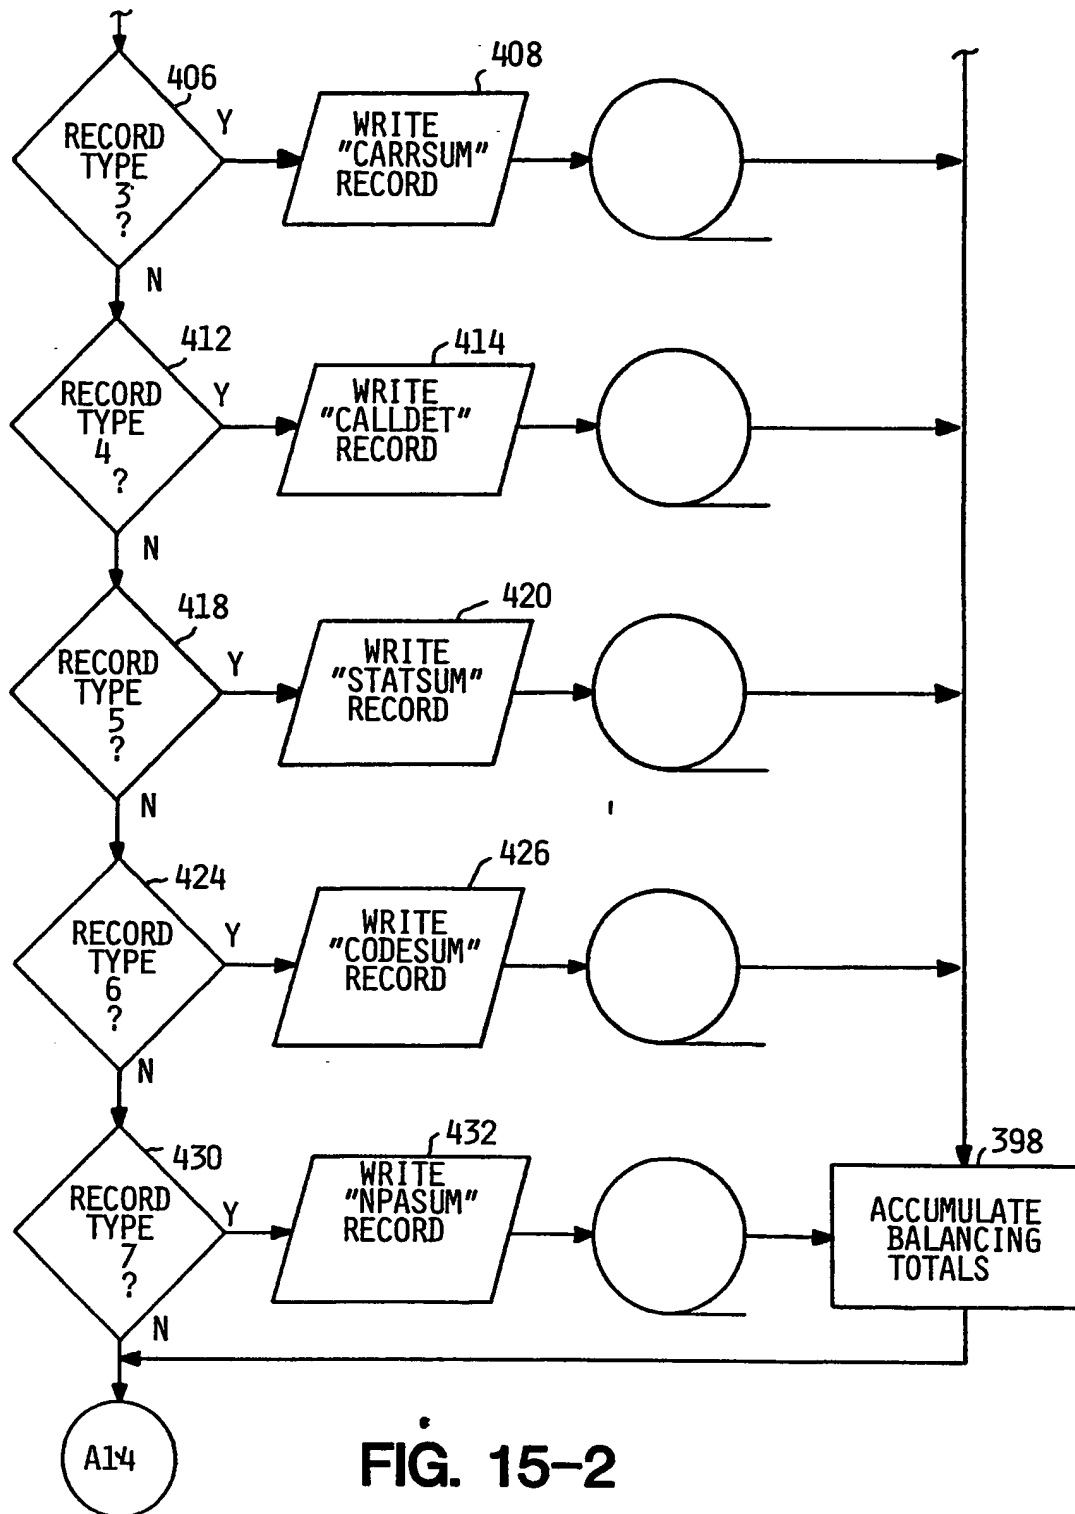 406
408
RECORD
TYPE
3
?
Y
WRITE
"CARRSUM"
RECORD
N
412
414
RECORD
TYPE
4
?
Y
WRITE
"CALLDET"
RECORD
N
418
420
RECORD
TYPE
5
?
Y
WRITE
"STATSUM"
RECORD
N
424
426
RECORD
TYPE
6
?
Y
WRITE
"CODESUM"
RECORD
N
430
432
398
RECORD
TYPE
7
?
Y
WRITE
"NPASUM"
RECORD
ACCUMULATE
BALANCING
TOTALS
N
A14
FIG. 15-2